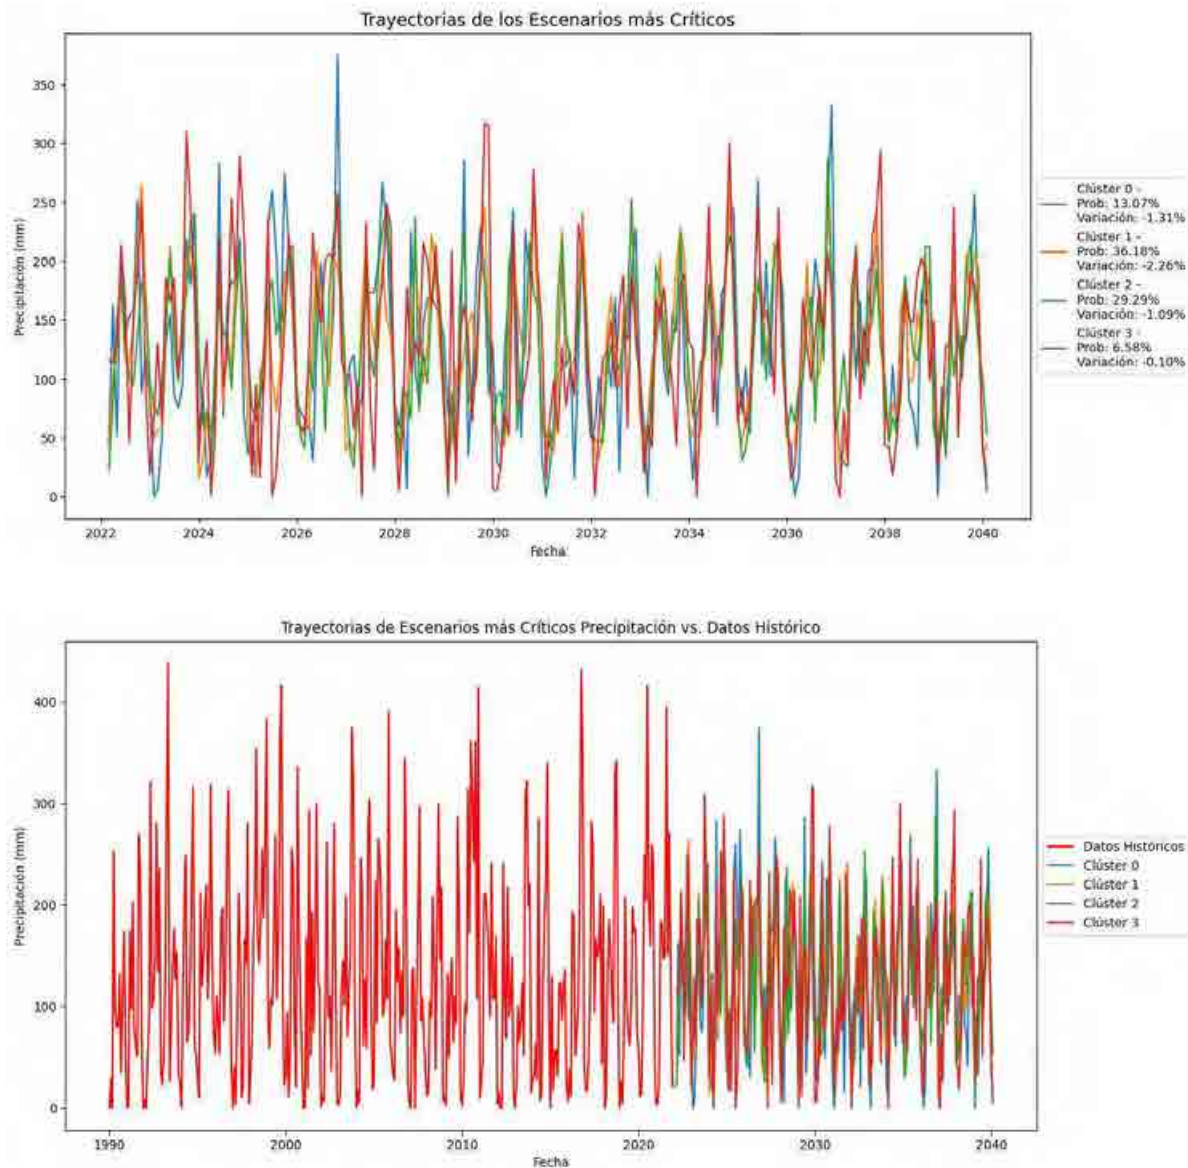 Trayectorias de los Escenarios más Críticos
350
300
250
200
150
100
50
0
Precipitación (mm)
2022 2024 2026 2028 2030 2032 2034 2036 2038 2040
Fecha
Clúster 0 –
Prob: 13.07%
Variación: -1.31%
Clúster 1 –
Prob: 36.18%
Variación: -2.26%
Clúster 2 –
Prob: 29.29%
Variación: -1.09%
Clúster 3 –
Prob: 6.58%
Variación: -0.10%
Trayectorias de Escenarios más Críticos Precipitación vs. Datos Histórico
400
300
200
100
0
Precipitación (mm)
1990 2000 2010 2020 2030 2040
Fecha
Datos Históricos
Clúster 0
Clúster 1
Clúster 2
Clúster 3